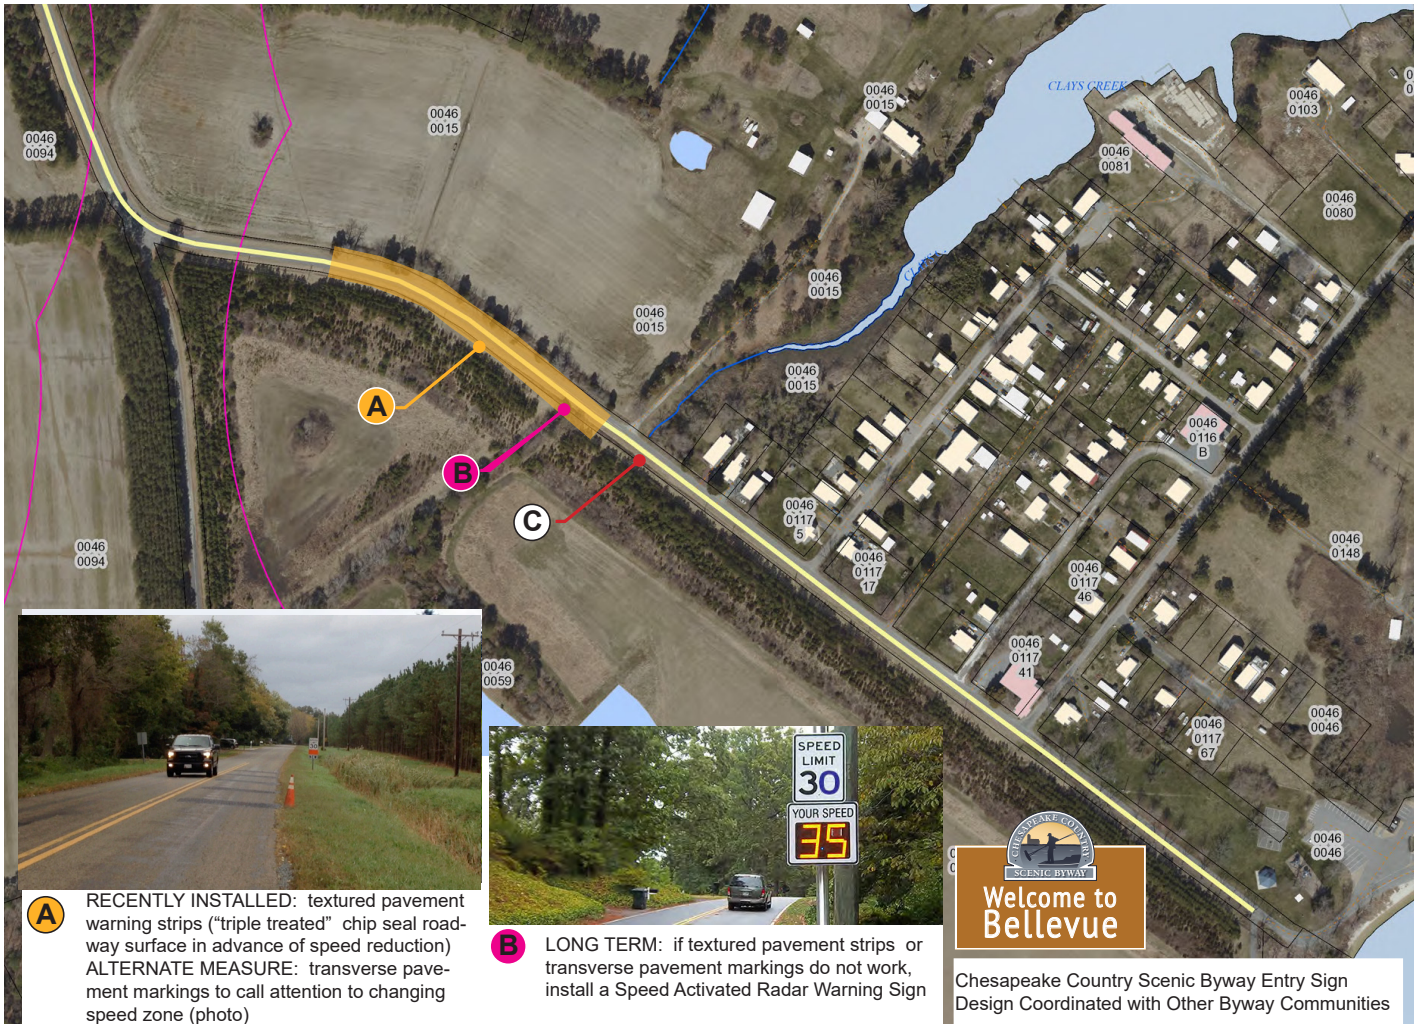 CLAYS CREEK
0046
0094
0046
0015
0046
0015
0046
0103
0046
0081
0046
0080
0046
0015
0046
0015
0046
0015
A
B
C
0046
0116
B
0046
0117
5
0046
0117
17
0046
0117
46
0046
0148
0046
0094
0046
0059
0046
0117
41
0046
0117
67
0046
0046
0046
0046
SPEED
LIMIT
30
YOUR SPEED
35
CHESAPEAKE COUNTRY
SCENIC BYWAY
Welcome to
Bellevue
A
RECENTLY INSTALLED: textured pavement
warning strips (“triple treated” chip seal road-
way surface in advance of speed reduction)
ALTERNATE MEASURE: transverse pave-
ment markings to call attention to changing
speed zone (photo)
B
LONG TERM: if textured pavement strips or
transverse pavement markings do not work,
install a Speed Activated Radar Warning Sign
Chesapeake Country Scenic Byway Entry Sign
Design Coordinated with Other Byway Communities